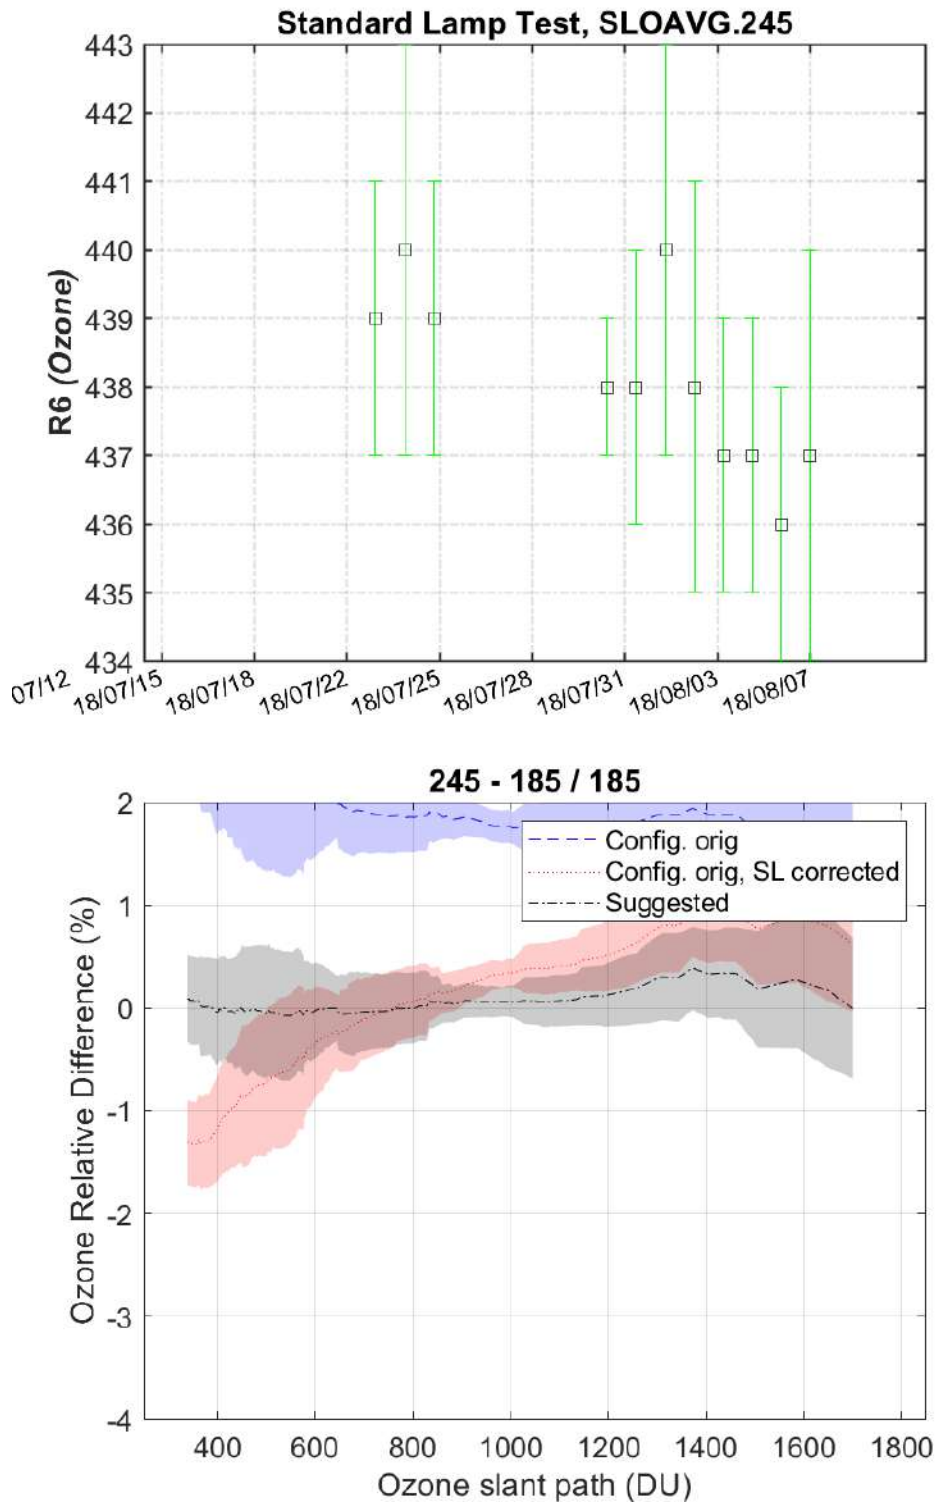 Standard Lamp Test, SLOAVG.245
443
442
441
440
439
438
437
436
435
434
R6 (Ozone)
07/12
18/07/15
18/07/18
18/07/22
18/07/25
18/07/28
18/07/31
18/08/03
18/08/07
245 - 185 / 185
2
1
0
-1
-2
-3
-4
Ozone Relative Difference (%)
Config. orig
Config. orig, SL corrected
Suggested
400 600 800 1000 1200 1400 1600 1800
Ozone slant path (DU)